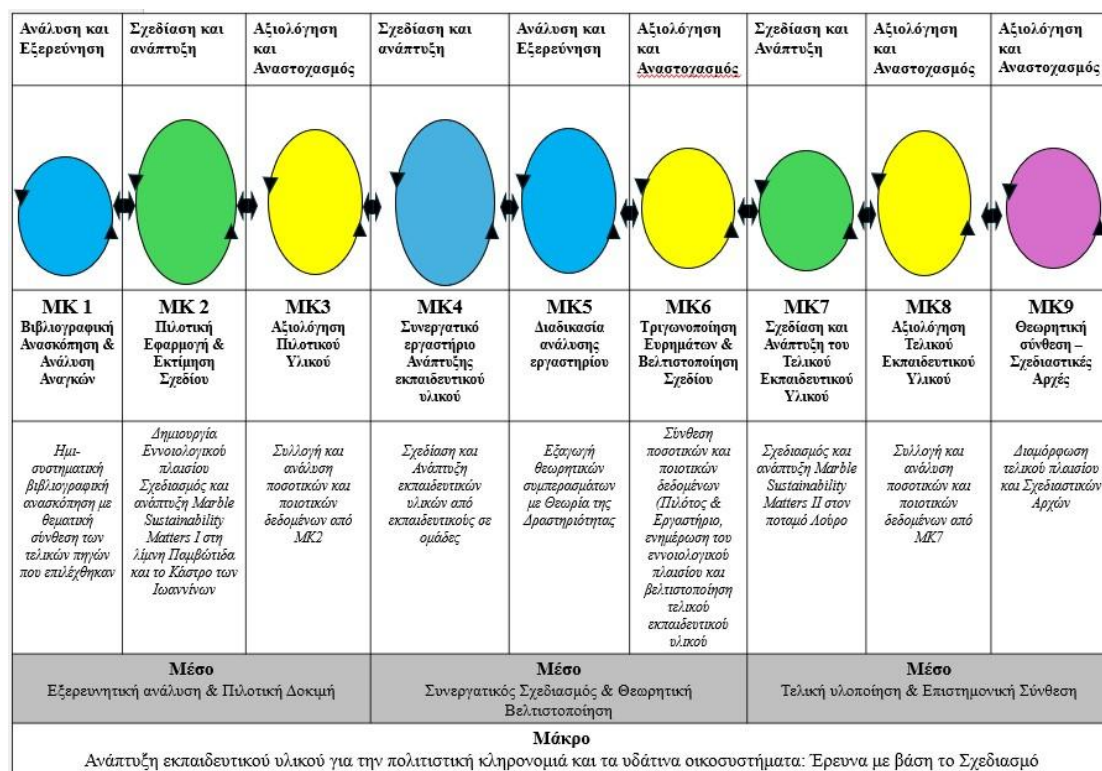 Ανάλυση και
Εξερεύνηση
Σχεδίαση και
ανάπτυξη
Αξιολόγηση
και
Αναστοχασμός
Σχεδίαση και
ανάπτυξη
Ανάλυση και
Εξερεύνηση
Αξιολόγηση
και
Αναστοχασμός
Σχεδίαση και
Ανάπτυξη
Αξιολόγηση
και
Αναστοχασμός
Αξιολόγηση
και
Αναστοχασμός
ΜΚ 1
Βιβλιογραφική
Ανασκόπηση &
Ανάλυση
Αναγκών
ΜΚ 2
Πιλοτική
Εφαρμογή &
Εκτίμηση
Σχεδίου
ΜΚ3
Αξιολόγηση
Πιλοτικού
Υλικού
ΜΚ4
Συνεργατικό
εργαστήριο
Ανάπτυξης
εκπαιδευτικού
υλικού
ΜΚ5
Διαδικασία
ανάλυσης
εργαστηρίου
ΜΚ6
Τριγωνοποίηση
Ευρημάτων &
Βελτιστοποίηση
Σχεδίου
ΜΚ7
Σχεδίαση και
Ανάπτυξη του
Τελικού
Εκπαιδευτικού
Υλικού
ΜΚ8
Αξιολόγηση
Τελικού
Εκπαιδευτικού
Υλικού
ΜΚ9
Θεωρητική
σύνθεση –
Σχεδιαστικές
Αρχές
Ημι-
συστηματική
βιβλιογραφική
ανασκόπηση με
θεματική
σύνθεση των
τελικών πηγών
που επιλέχθηκαν
Δημιουργία
Εννοιολογικού
πλαισίου
Σχεδιασμός και
ανάπτυξη Marble
Sustainability
Matters I στη
λίμνη Παμβώτιδα
και το Κάστρο των
Ιωαννίνων
Συλλογή και
ανάλυση
ποσοτικών και
ποιοτικών
δεδομένων από
ΜΚ2
Σχεδίαση και
Ανάπτυξη
εκπαιδευτικών
υλικών από
εκπαιδευτικούς σε
ομάδες
Εξαγωγή
θεωρητικών
συμπερασμάτων
με Θεωρία της
Δραστηριότητας
Σύνθεση
ποσοτικών και
ποιοτικών
δεδομένων
(Πιλότος &
Εργαστήριο,
ενημέρωση του
εννοιολογικού
πλαισίου και
βελτιστοποίηση
τελικού
εκπαιδευτικού
υλικού
Σχεδιασμός και
ανάπτυξη Marble
Sustainability
Matters II στον
ποταμό Λούρο
Συλλογή και
ανάλυση
ποσοτικών και
ποιοτικών
δεδομένων από
ΜΚ7
Διαμόρφωση
τελικού πλαισίου
και Σχεδιαστικών
Αρχών
Μέσο
Εξερευνητική ανάλυση & Πιλοτική Δοκιμή
Μέσο
Συνεργατικός Σχεδιασμός & Θεωρητική
Βελτιστοποίηση
Μέσο
Τελική υλοποίηση & Επιστημονική Σύνθεση
Μάκρο
Ανάπτυξη εκπαιδευτικού υλικού για την πολιτιστική κληρονομιά και τα υδάτινα οικοσυστήματα: Έρευνα με βάση το Σχεδιασμό